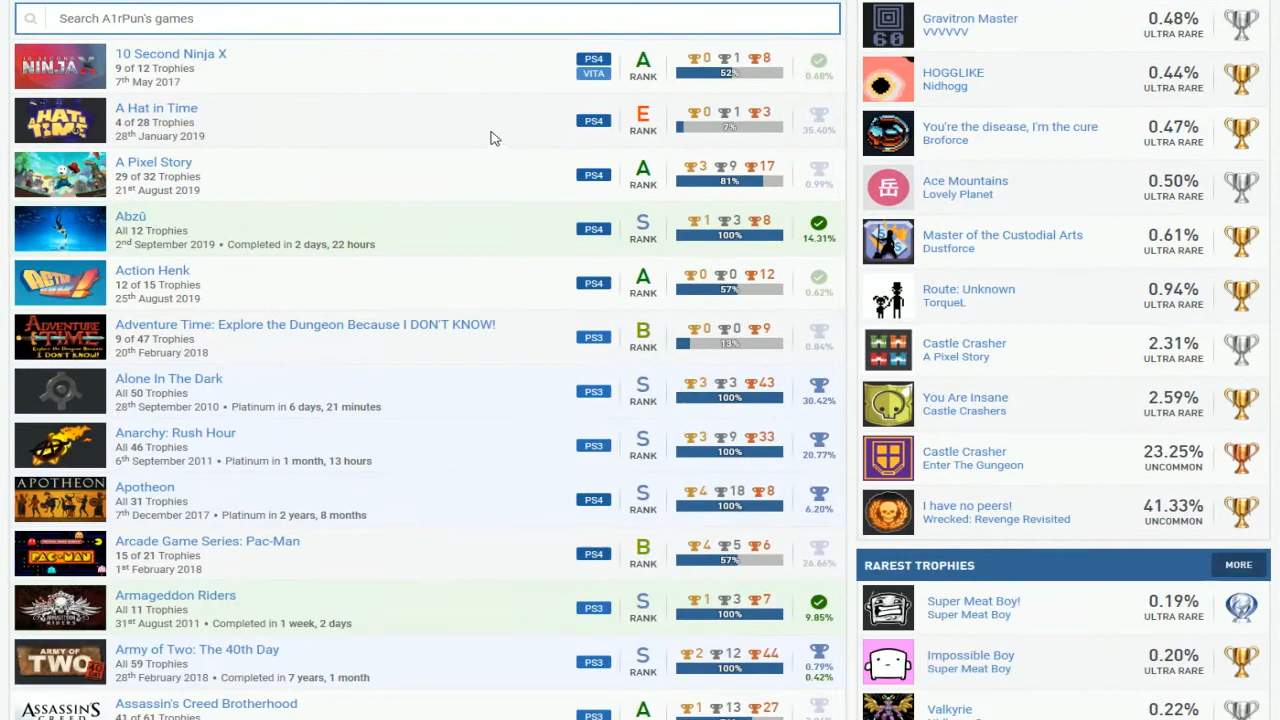 Search A1rPun's games
10 Second Ninja X
9 of 12 Trophies
7th May 2017
PS4
VITA
A
RANK
0 1 8
52%
0.68%
A Hat in Time
4 of 28 Trophies
28th January 2019
PS4
E
RANK
0 1 3
7%
35.40%
A Pixel Story
29 of 32 Trophies
21st August 2019
PS4
A
RANK
3 9 17
81%
0.99%
Abzû
All 12 Trophies
2nd September 2019 • Completed in 2 days, 22 hours
PS4
S
RANK
1 3 8
100%
14.31%
Action Henk
12 of 15 Trophies
25th August 2019
PS4
A
RANK
0 0 12
57%
0.62%
Adventure Time: Explore the Dungeon Because I DON'T KNOW!
9 of 47 Trophies
20th February 2018
PS3
B
RANK
0 0 9
13%
0.84%
Alone In The Dark
All 50 Trophies
28th September 2010 • Platinum in 6 days, 21 minutes
PS3
S
RANK
3 3 43
100%
30.42%
Anarchy: Rush Hour
All 46 Trophies
6th September 2011 • Platinum in 1 month, 13 hours
PS3
S
RANK
3 9 33
100%
20.77%
APOTHEON
Apotheon
All 31 Trophies
7th December 2017 • Platinum in 2 years, 8 months
PS4
S
RANK
4 18 8
100%
6.20%
PAC-MAN
Arcade Game Series: Pac-Man
15 of 21 Trophies
1st February 2018
PS4
B
RANK
4 5 6
57%
26.66%
Armageddon Riders
All 11 Trophies
31st August 2011 • Completed in 1 week, 2 days
PS3
S
RANK
1 3 7
100%
9.85%
ARMY OF TWO
Army of Two: The 40th Day
All 59 Trophies
28th February 2018 • Completed in 7 years, 1 month
PS3
S
RANK
2 12 44
100%
0.79%
0.42%
ASSASSIN'S
Assassin's Creed Brotherhood
41 of 61 Trophies
PS3
A
1 13 27
60
Gravitron Master
VVVVVV
0.48%
ULTRA RARE
HOGGLIKE
Nidhogg
0.44%
ULTRA RARE
You're the disease, I'm the cure
Broforce
0.47%
ULTRA RARE
岳
Ace Mountains
Lovely Planet
0.50%
ULTRA RARE
Master of the Custodial Arts
Dustforce
0.61%
ULTRA RARE
Route: Unknown
TorqueL
0.94%
ULTRA RARE
Castle Crasher
A Pixel Story
2.31%
ULTRA RARE
You Are Insane
Castle Crashers
2.59%
ULTRA RARE
Castle Crasher
Enter The Gungeon
23.25%
UNCOMMON
I have no peers!
Wrecked: Revenge Revisited
41.33%
UNCOMMON
RAREST TROPHIES
MORE
Super Meat Boy!
Super Meat Boy
0.19%
ULTRA RARE
Impossible Boy
Super Meat Boy
0.20%
ULTRA RARE
Valkyrie
0.22%